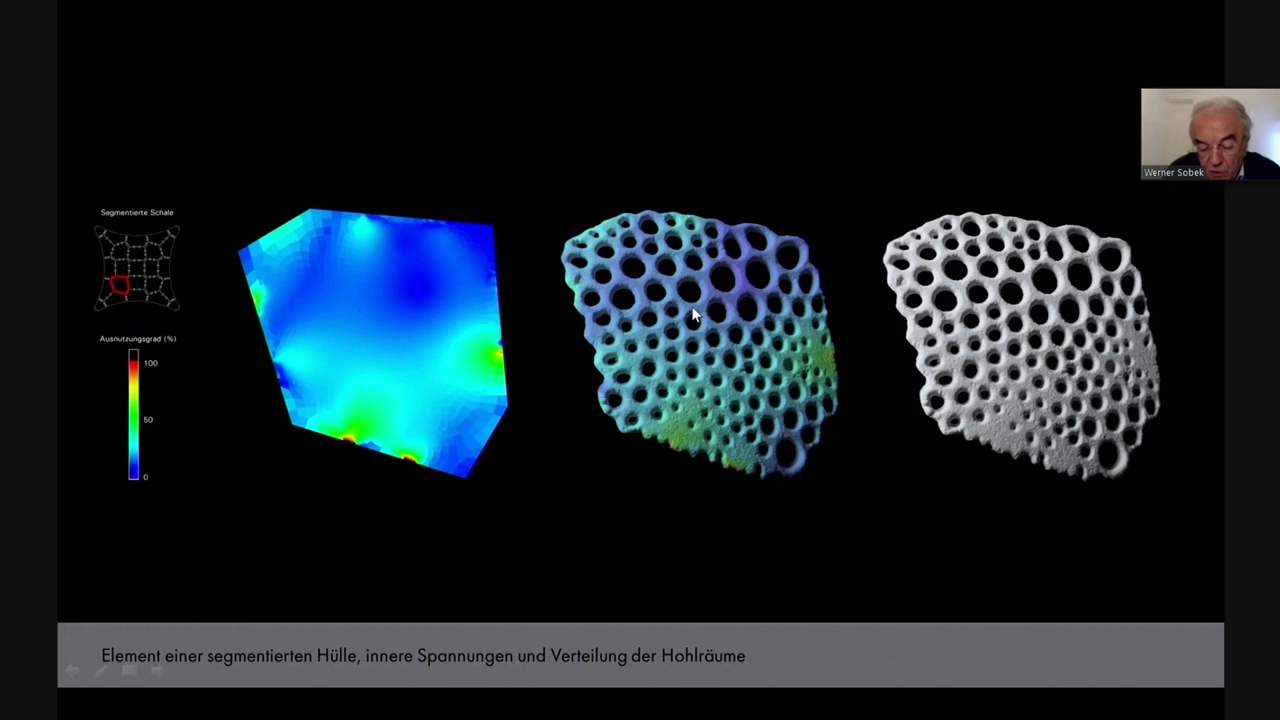 Segmentierte Schale
Ausnutzungsgrad (%)
100
50
0
Werner Sobek
Element einer segmentierten Hülle, innere Spannungen und Verteilung der Hohlräume